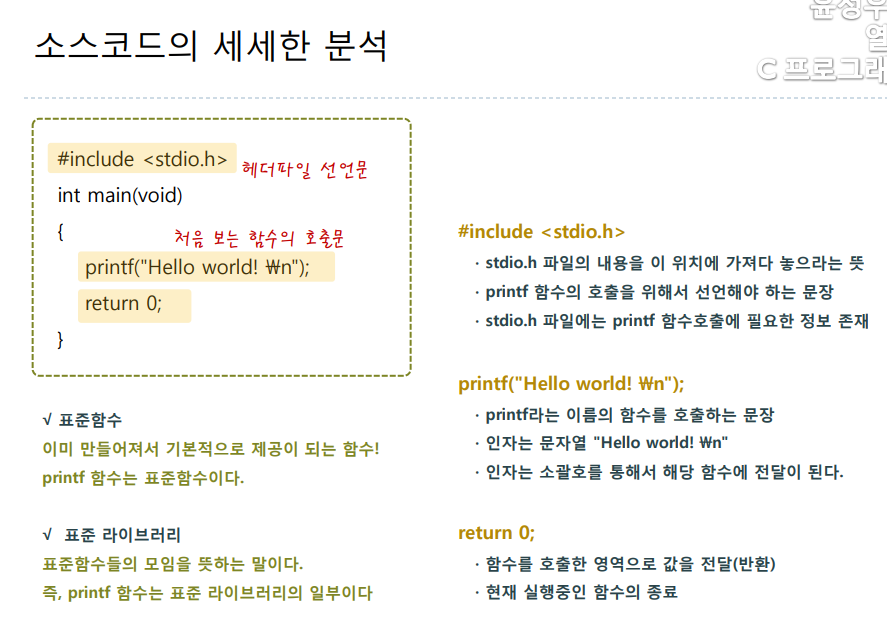 윤성우
열
C 프로그래
소스코드의 세세한 분석
#include <stdio.h>
헤더파일 선언문
int main(void)
{
처음 보는 함수의 호출문
printf("Hello world! ₩n");
return 0;
}
√ 표준함수
이미 만들어져서 기본적으로 제공이 되는 함수!
printf 함수는 표준함수이다.
√ 표준 라이브러리
표준함수들의 모임을 뜻하는 말이다.
즉, printf 함수는 표준 라이브러리의 일부이다
#include <stdio.h>
· stdio.h 파일의 내용을 이 위치에 가져다 놓으라는 뜻
· printf 함수의 호출을 위해서 선언해야 하는 문장
· stdio.h 파일에는 printf 함수호출에 필요한 정보 존재
printf("Hello world! ₩n");
· printf라는 이름의 함수를 호출하는 문장
· 인자는 문자열 "Hello world! ₩n"
· 인자는 소괄호를 통해서 해당 함수에 전달이 된다.
return 0;
· 함수를 호출한 영역으로 값을 전달(반환)
· 현재 실행중인 함수의 종료